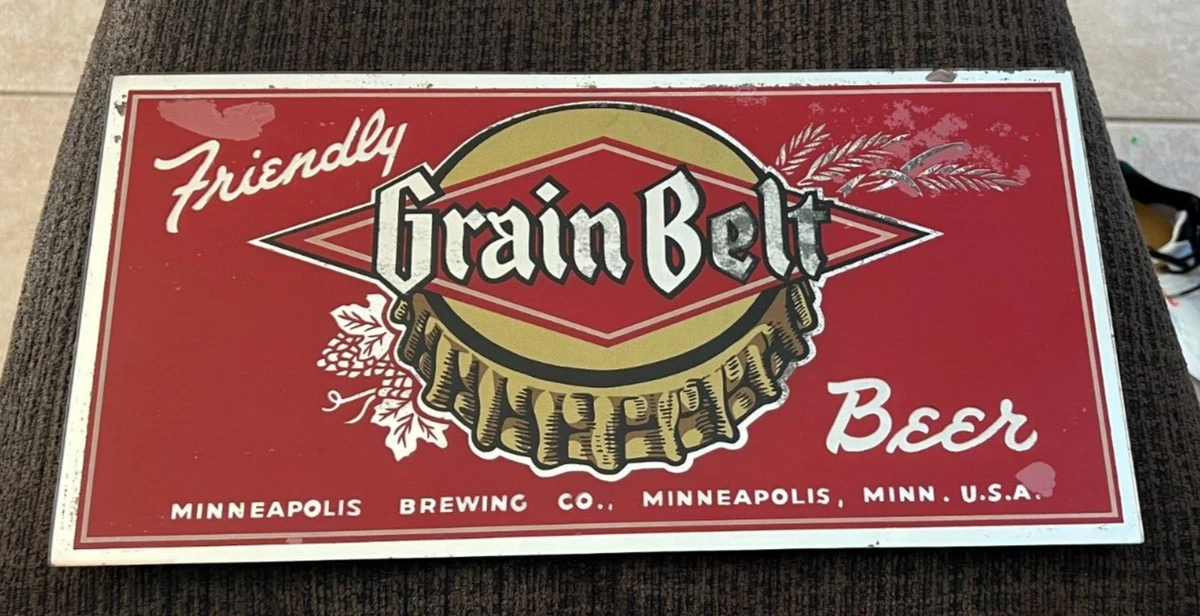 Friendly
Grain Belt
Beer
MINNEAPOLIS BREWING CO., MINNEAPOLIS, MINN. U.S.A.